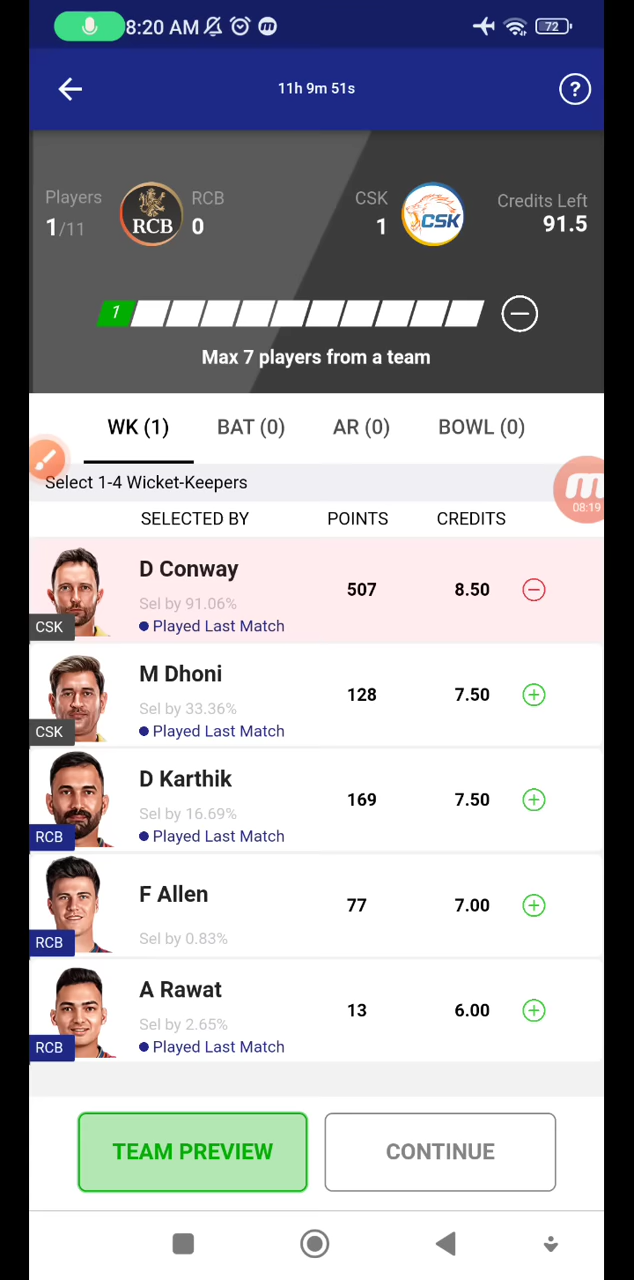 8:20 AM
72
11h 9m 51s
?
Players
1/11
RCB
RCB
0
CSK
1
CSK
Credits Left
91.5
1
Max 7 players from a team
WK (1) BAT (0) AR (0) BOWL (0)
Select 1-4 Wicket-Keepers
08:19
SELECTED BY POINTS CREDITS
D Conway
Sel by 91.06%
Played Last Match
507 8.50
CSK
M Dhoni
Sel by 33.36%
Played Last Match
128 7.50
CSK
D Karthik
Sel by 16.69%
Played Last Match
169 7.50
RCB
F Allen
Sel by 0.83%
77 7.00
RCB
A Rawat
Sel by 2.65%
Played Last Match
13 6.00
RCB
TEAM PREVIEW CONTINUE